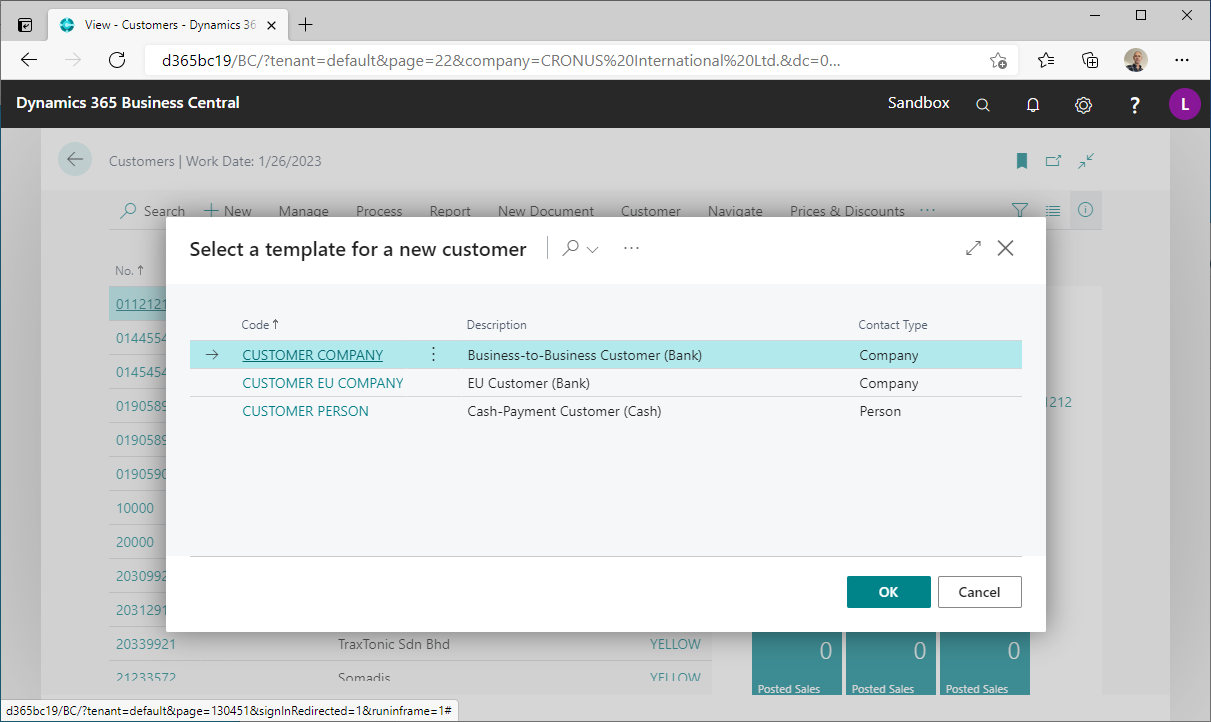 View - Customers - Dynamics 36
d365bc19/BC/?tenant=default&page=22&company=CRONUS%20International%20Ltd.&dc=0...
Dynamics 365 Business Central
Sandbox
?
L
Customers | Work Date: 1/26/2023
Search
New
Manage
Process
Report
New Document
Customer
Navigate
Prices & Discounts
...
Select a template for a new customer
No. ↑
Code ↑ Description Contact Type
CUSTOMER COMPANY Business-to-Business Customer (Bank) Company
CUSTOMER EU COMPANY EU Customer (Bank) Company
CUSTOMER PERSON Cash-Payment Customer (Cash) Person
0112121
0144554
0145454
0190589
1212
0190589
0190590
10000
20000
2030992
2031291
OK
Cancel
20339921 TraxTonic Sdn Bhd YELLOW
21233572 Somadis YELLOW
0 0 0
Posted Sales Posted Sales Posted Sales
d365bc19/BC/?tenant=default&page=130451&signInRedirected=1&runinframe=1#